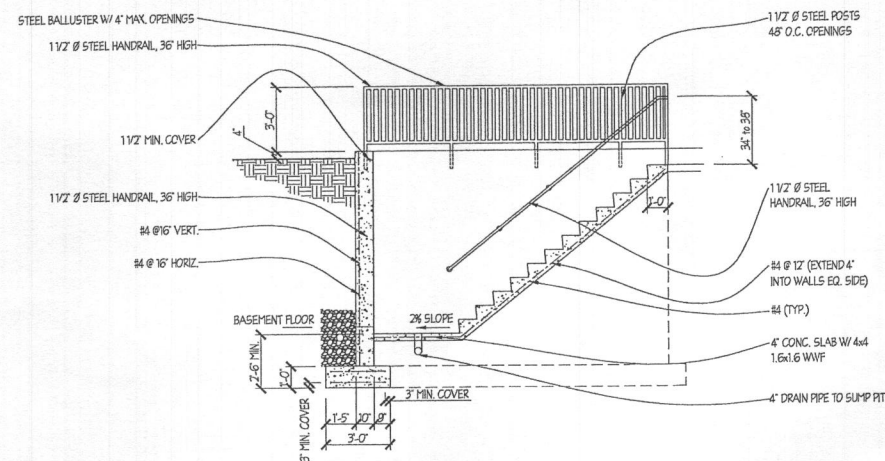 STEEL BALLUSTER W/ 4" MAX. OPENINGS
1 1/2" Ø STEEL HANDRAIL, 36" HIGH
1 1/2" Ø STEEL POSTS
48" O.C. OPENINGS
3'-0"
4"
1 1/2" MIN. COVER
34" to 38"
1 1/2" Ø STEEL HANDRAIL, 36" HIGH
1 1/2" Ø STEEL
HANDRAIL, 36" HIGH
1'-0"
#4 @16" VERT.
#4 @ 16" HORIZ.
#4 @ 12" (EXTEND 4"
INTO WALLS EQ. SIDE)
#4 (TYP.)
BASEMENT FLOOR
2% SLOPE
4" CONC. SLAB W/ 4x4
1.6x1.6 WWF
2'-6" MIN.
1'-0"
3" MIN. COVER
4" DRAIN PIPE TO SUMP PIT
1'-5"
10"
9"
3'-0"
3" MIN. COVER